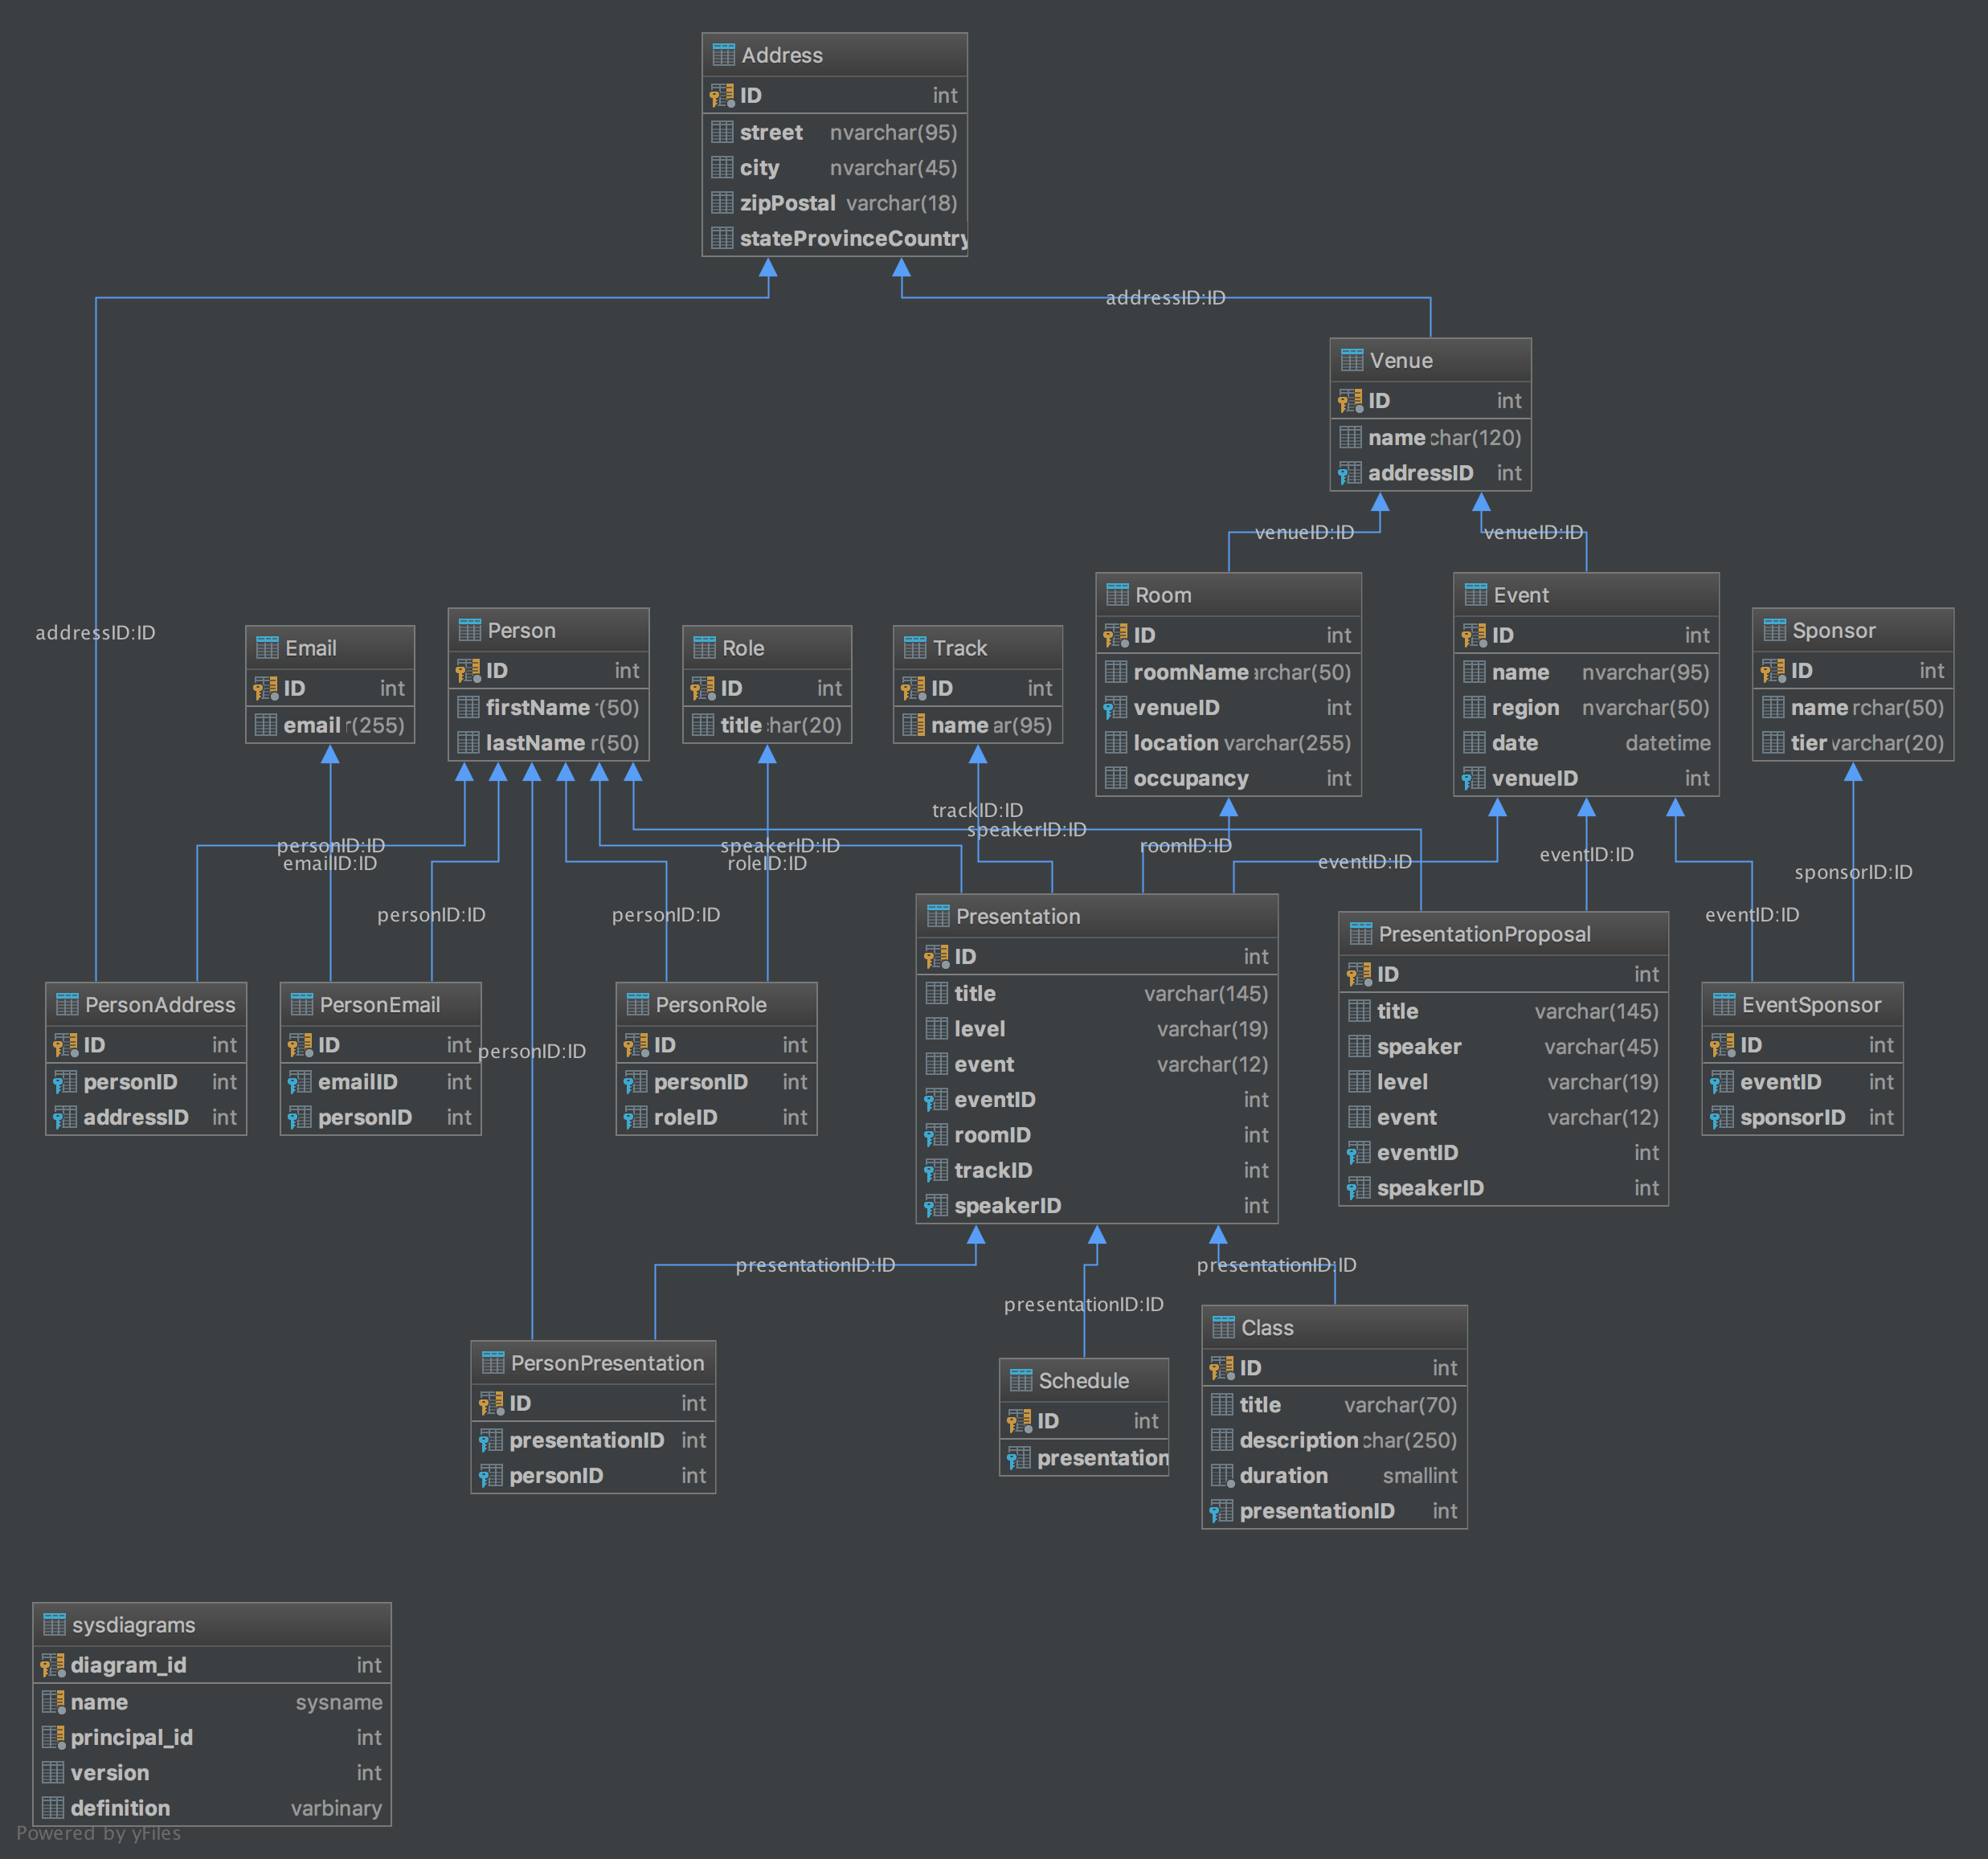 Address
ID int
street nvarchar(95)
city nvarchar(45)
zipPostal varchar(18)
stateProvinceCountry
addressID:ID
Venue
ID int
name char(120)
addressID int
venueID:ID
venueID:ID
addressID:ID
Email
ID int
email r(255)
Person
ID int
firstName r(50)
lastName r(50)
Role
ID int
title char(20)
Track
ID int
name ar(95)
Room
ID int
roomName archar(50)
venueID int
location varchar(255)
occupancy int
Event
ID int
name nvarchar(95)
region nvarchar(50)
date datetime
venueID int
Sponsor
ID int
name rchar(50)
tier varchar(20)
trackID:ID
speakerID:ID
personID:ID
emailID:ID
speakerID:ID
roleID:ID
roomID:ID
eventID:ID
eventID:ID
sponsorID:ID
personID:ID
personID:ID
eventID:ID
PersonAddress
ID int
personID int
addressID int
PersonEmail
ID int
emailID int
personID int
personID:ID
PersonRole
ID int
personID int
roleID int
Presentation
ID int
title varchar(145)
level varchar(19)
event varchar(12)
eventID int
roomID int
trackID int
speakerID int
PresentationProposal
ID int
title varchar(145)
speaker varchar(45)
level varchar(19)
event varchar(12)
eventID int
speakerID int
EventSponsor
ID int
eventID int
sponsorID int
presentationID:ID
presentationID:ID
presentationID:ID
PersonPresentation
ID int
presentationID int
personID int
Schedule
ID int
presentation
Class
ID int
title varchar(70)
description char(250)
duration smallint
presentationID int
sysdiagrams
diagram_id int
name sysname
principal_id int
version int
definition varbinary
Powered by yFiles